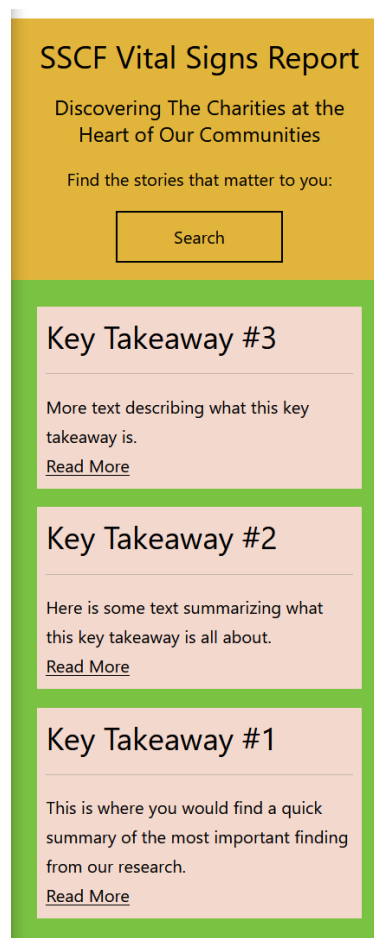 SSCF Vital Signs Report
Discovering The Charities at the
Heart of Our Communities
Find the stories that matter to you:
Search
Key Takeaway #3
More text describing what this key
takeaway is.
Read More
Key Takeaway #2
Here is some text summarizing what
this key takeaway is all about.
Read More
Key Takeaway #1
This is where you would find a quick
summary of the most important finding
from our research.
Read More